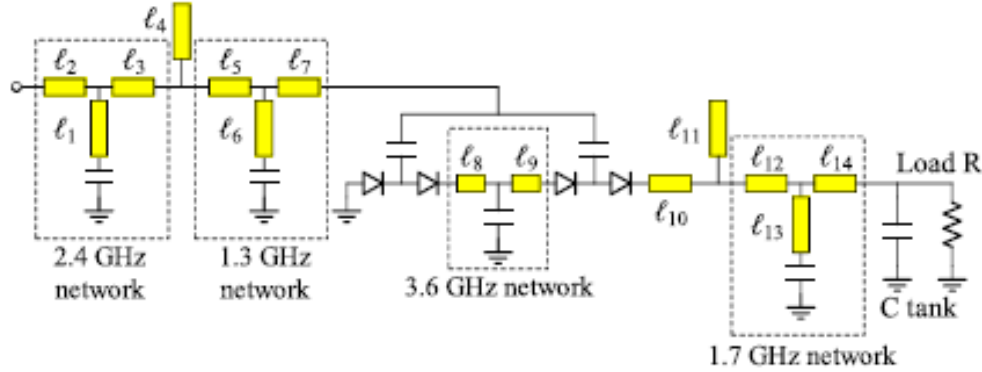 ℓ4
ℓ2
ℓ3
ℓ5
ℓ7
ℓ1
ℓ6
ℓ8
ℓ9
ℓ11
ℓ12
ℓ14
Load R
ℓ10
ℓ13
2.4 GHz
network
1.3 GHz
network
3.6 GHz network
C tank
1.7 GHz network